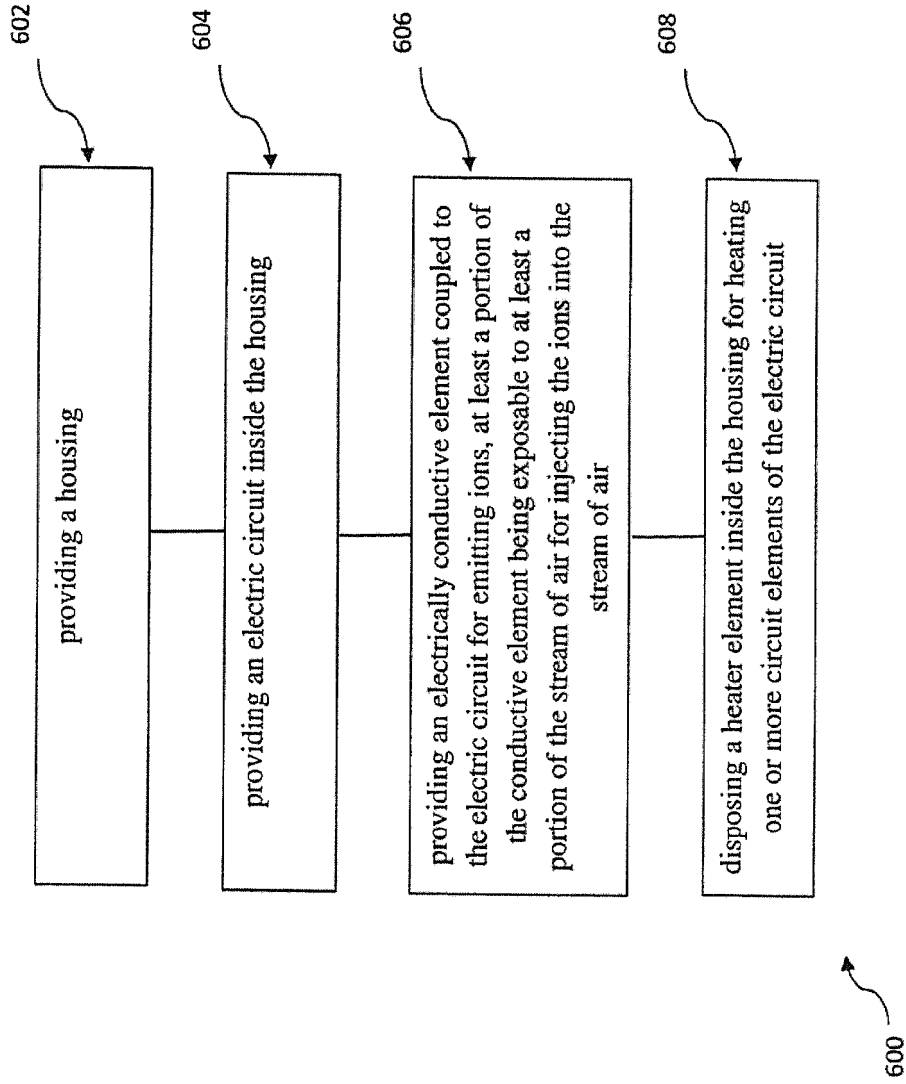 602
providing a housing
604
providing an electric circuit inside the housing
606
providing an electrically conductive element coupled to
the electric circuit for emitting ions, at least a portion of
the conductive element being exposable to at least a
portion of the stream of air for injecting the ions into the
stream of air
608
disposing a heater element inside the housing for heating
one or more circuit elements of the electric circuit
600